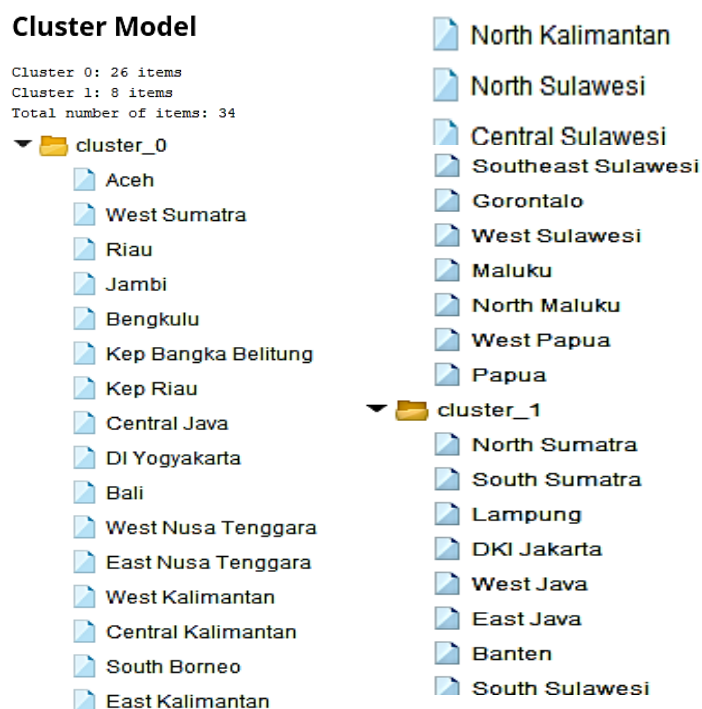 Cluster Model
Cluster 0: 26 items
Cluster 1: 8 items
Total number of items: 34
cluster_0
Aceh
West Sumatra
Riau
Jambi
Bengkulu
Kep Bangka Belitung
Kep Riau
Central Java
DI Yogyakarta
Bali
West Nusa Tenggara
East Nusa Tenggara
West Kalimantan
Central Kalimantan
South Borneo
East Kalimantan
North Kalimantan
North Sulawesi
Central Sulawesi
Southeast Sulawesi
Gorontalo
West Sulawesi
Maluku
North Maluku
West Papua
Papua
cluster_1
North Sumatra
South Sumatra
Lampung
DKI Jakarta
West Java
East Java
Banten
South Sulawesi